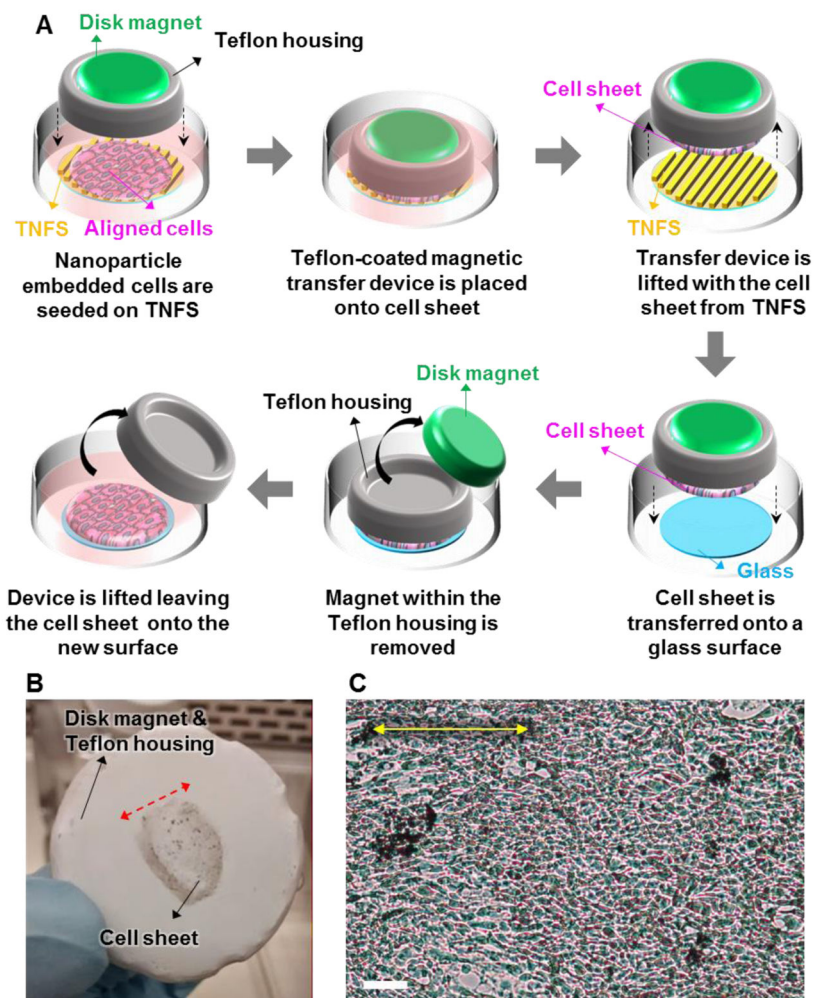 A
Disk magnet
Teflon housing
TNFS Aligned cells
Nanoparticle
embedded cells are
seeded on TNFS
Teflon-coated magnetic
transfer device is placed
onto cell sheet
Cell sheet
TNFS
Transfer device is
lifted with the cell
sheet from TNFS
Cell sheet
Glass
Cell sheet is
transferred onto a
glass surface
Disk magnet
Teflon housing
Magnet within the
Teflon housing is
removed
Device is lifted leaving
the cell sheet onto the
new surface
B
Disk magnet &
Teflon housing
Cell sheet
C